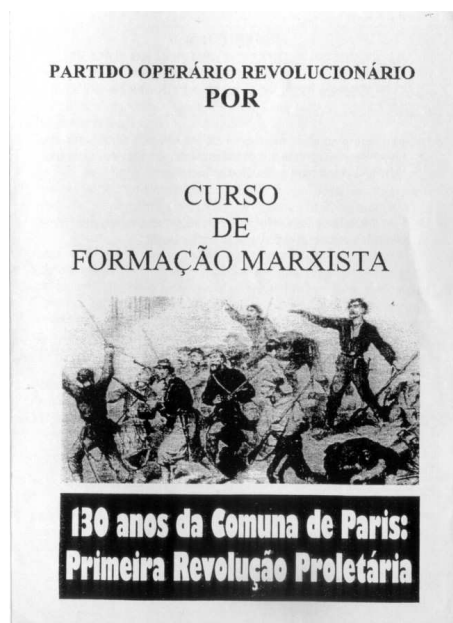 PARTIDO OPERÁRIO REVOLUCIONÁRIO
POR
CURSO
DE
FORMAÇÃO MARXISTA
130 anos da Comuna de Paris:
Primeira Revolução Proletária